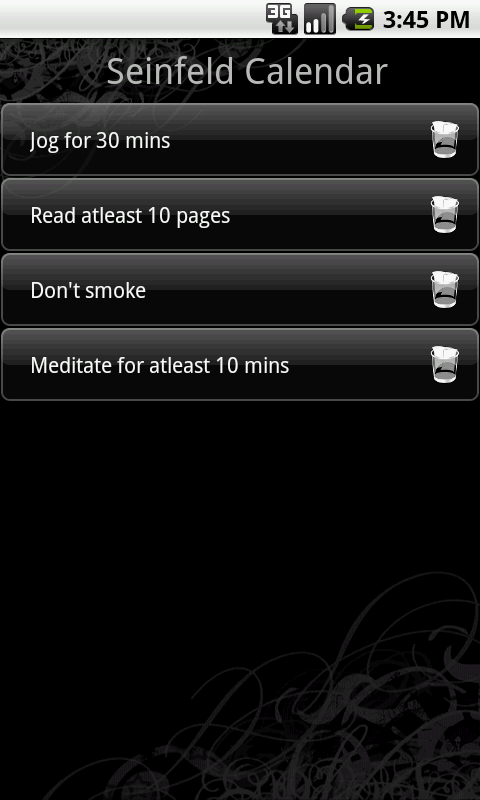 3G 3:45 PM
Seinfeld Calendar
Jog for 30 mins
Read atleast 10 pages
Don't smoke
Meditate for atleast 10 mins